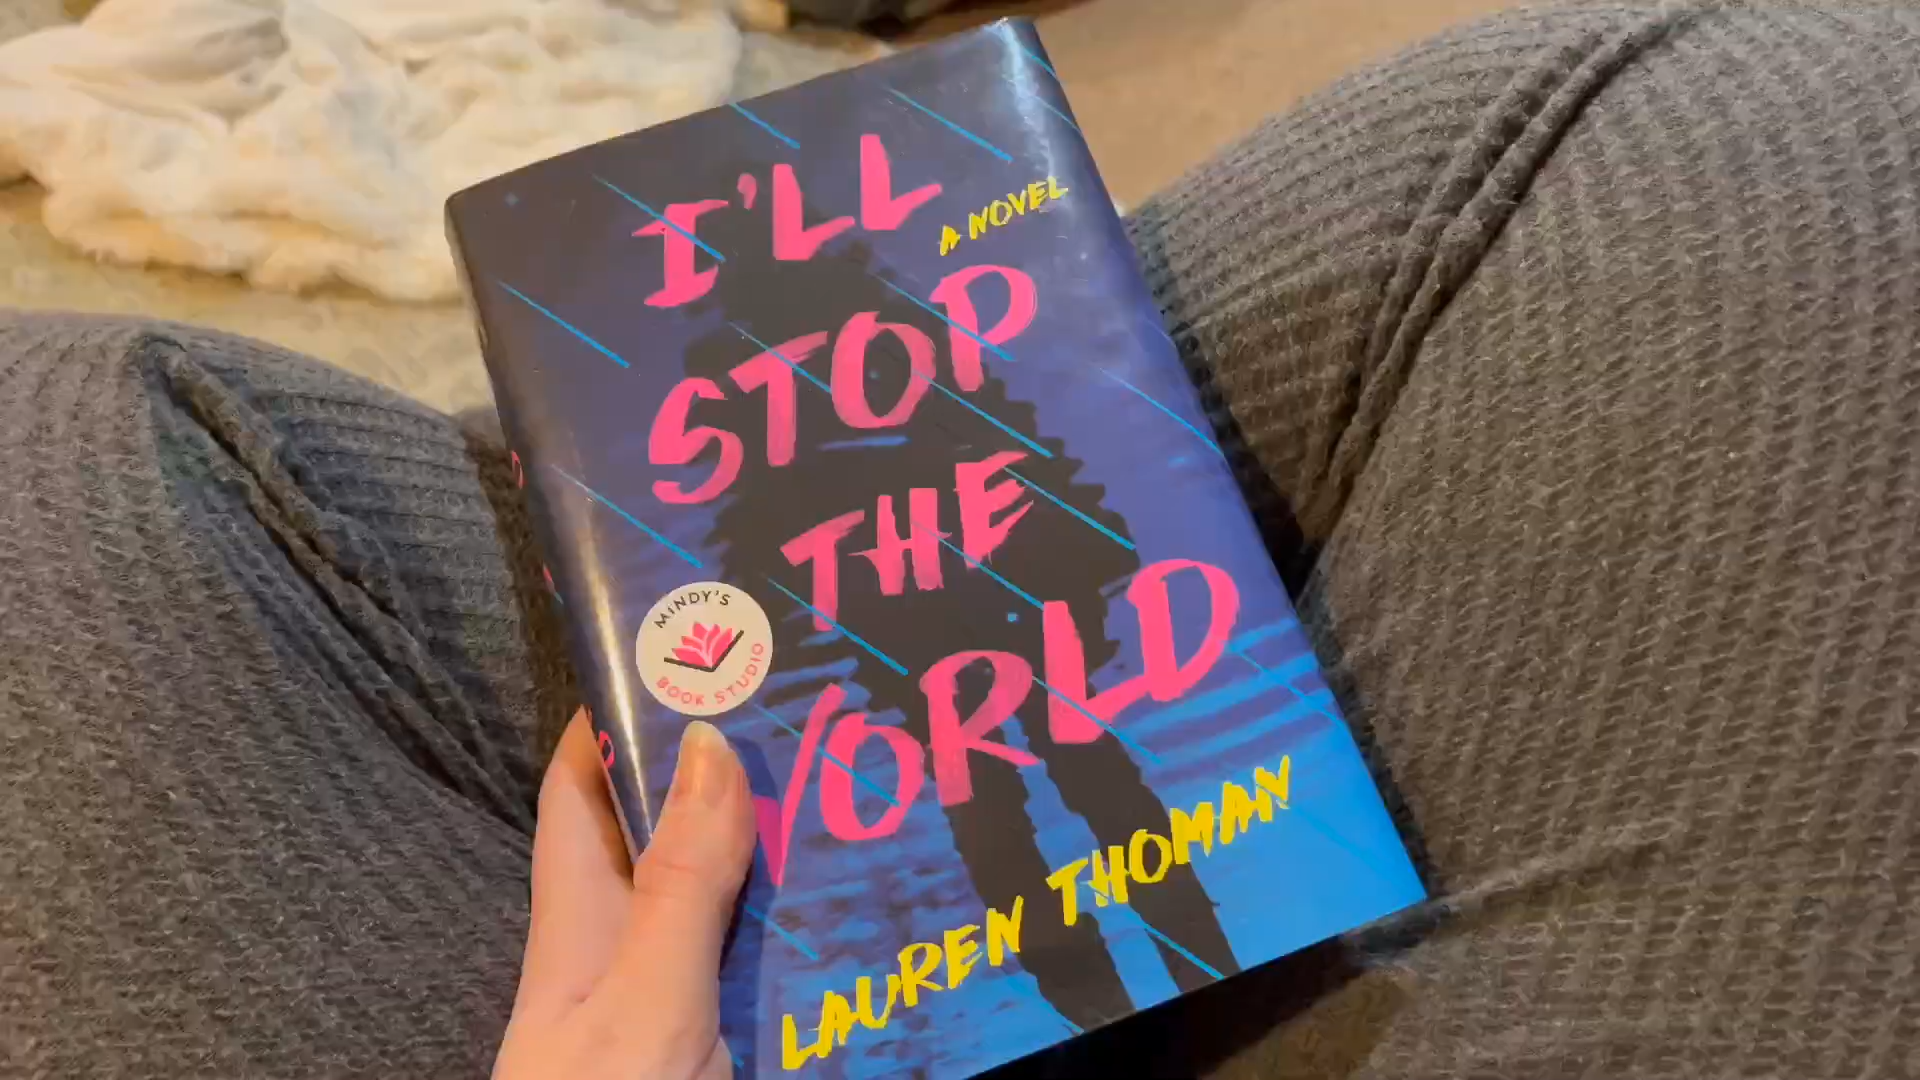 I'LL
A NOVEL
STOP
THE
WORLD
MINDY'S
BOOK STUDIO
LAUREN THOMAN